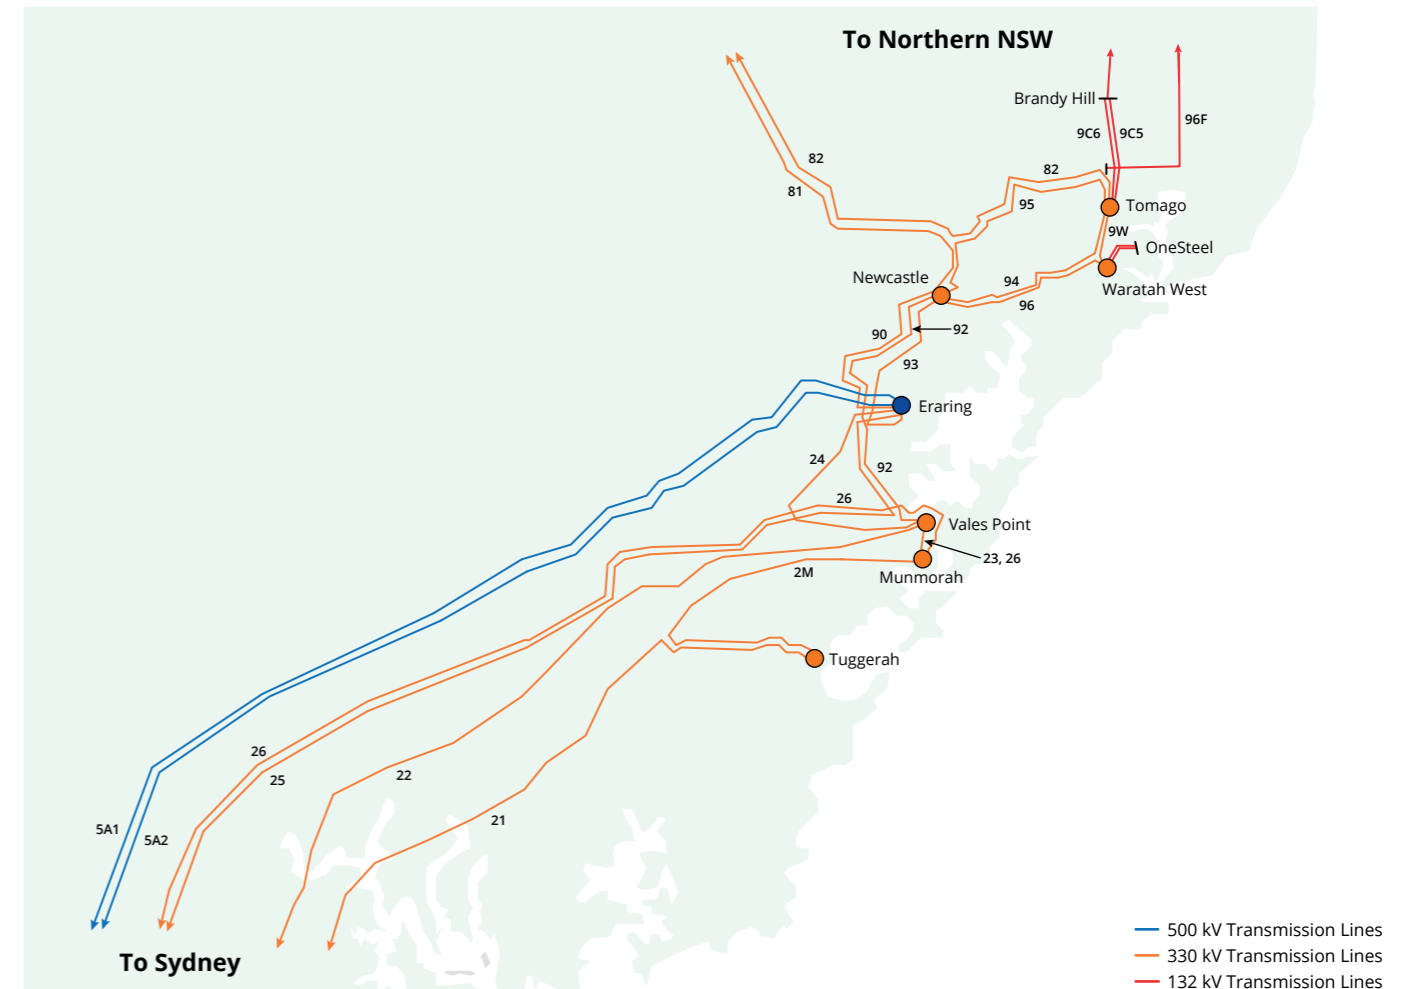 To Northern NSW
Brandy Hill
96F
9C6
9C5
82
82
81
95
Tomago
9W
OneSteel
Newcastle
94
Waratah West
96
90
92
93
Eraring
24
92
26
Vales Point
23, 26
2M
Munmorah
Tuggerah
26
25
22
21
5A1
5A2
To Sydney
500 kV Transmission Lines
330 kV Transmission Lines
132 kV Transmission Lines